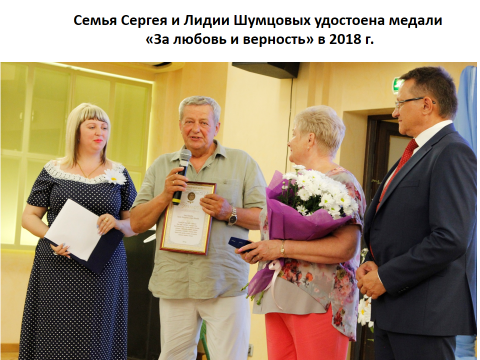 Семья Сергея и Лидии Шумцовых удостоена медали
«За любовь и верность» в 2018 г.